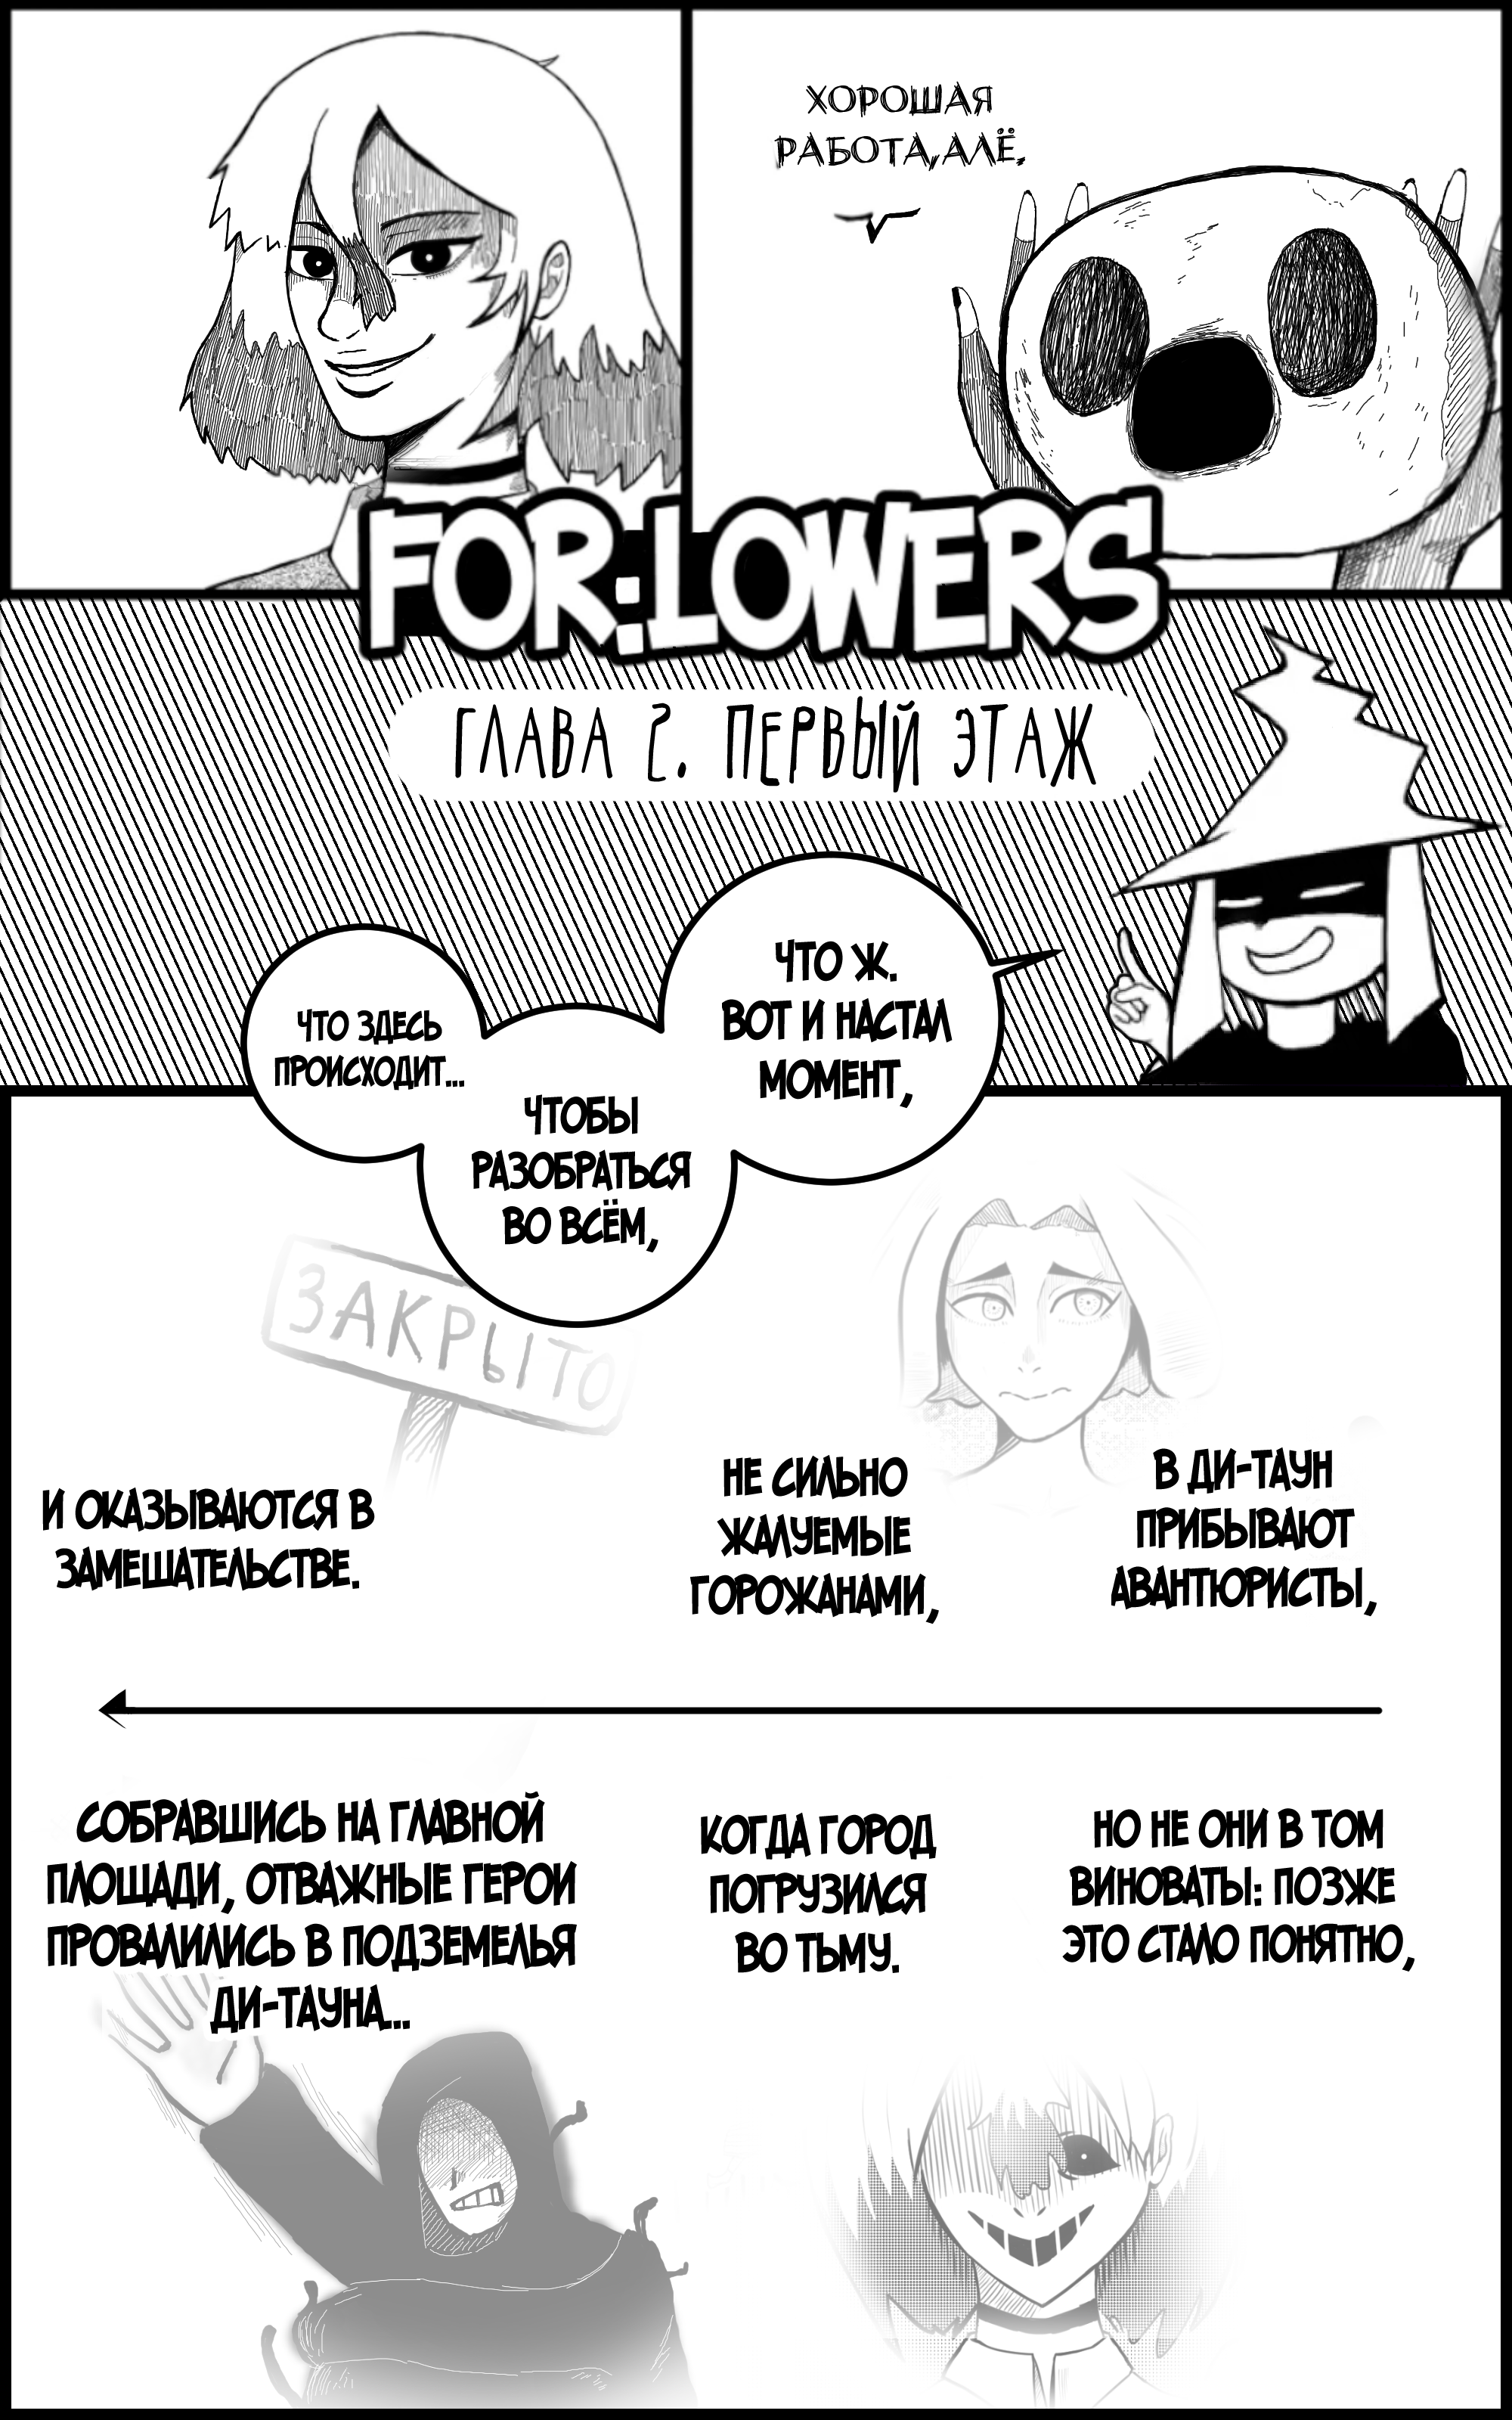 ХОРОШАЯ
РАБОТА, АЛЁ.
FOR:LOWERS
ГЛАВА 2. ПЕРВЫЙ ЭТАЖ
ЧТО Ж.
ВОТ И НАСТАЛ
МОМЕНТ,
ЧТОБЫ
РАЗОБРАТЬСЯ
ВО ВСЁМ,
ЧТО ЗДЕСЬ
ПРОИСХОДИТ...
В ДИ-ТАУН
ПРИБЫВАЮТ
АВАНТЮРИСТЫ,
НЕ СИЛЬНО
ЖАЛУЕМЫЕ
ГОРОЖАНАМИ,
ЗАКРЫТО
И ОКАЗЫВАЮТСЯ В
ЗАМЕШАТЕЛЬСТВЕ.
НО НЕ ОНИ В ТОМ
ВИНОВАТЫ: ПОЗЖЕ
ЭТО СТАЛО ПОНЯТНО,
КОГДА ГОРОД
ПОГРУЗИЛСЯ
ВО ТЬМУ.
СОБРАВШИСЬ НА ГЛАВНОЙ
ПЛОЩАДИ, ОТВАЖНЫЕ ГЕРОИ
ПРОВАЛИЛИСЬ В ПОДЗЕМЕЛЬЯ
ДИ-ТАУНА...